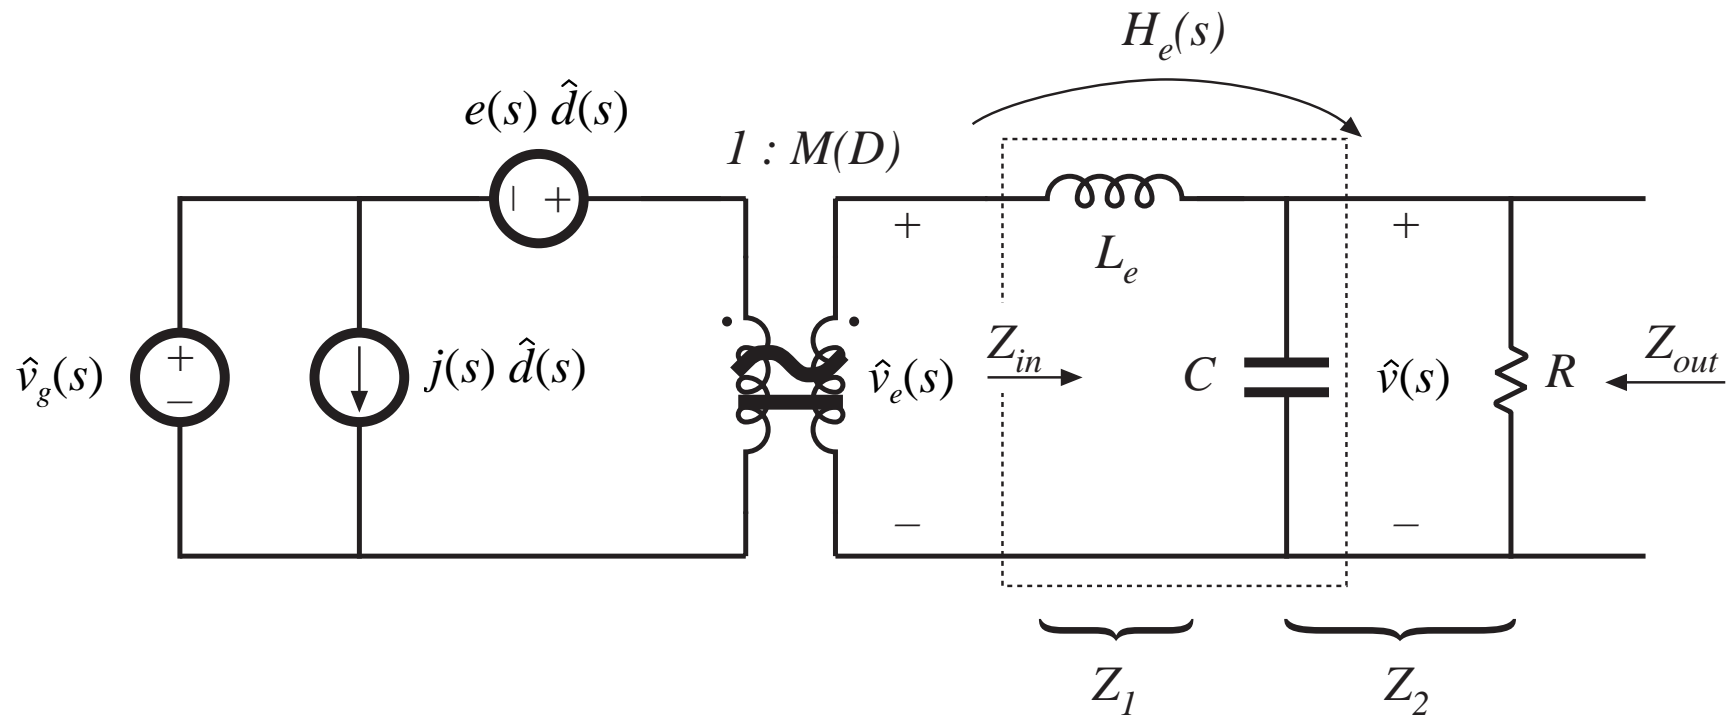 H_e(s)
e(s) d̂(s)
1 : M(D)
+
+
L_e
v̂_g(s)
+
–
j(s) d̂(s)
v̂_e(s)
Z_in
C
v̂(s)
R
Z_out
– +
–
–
Z_1
Z_2